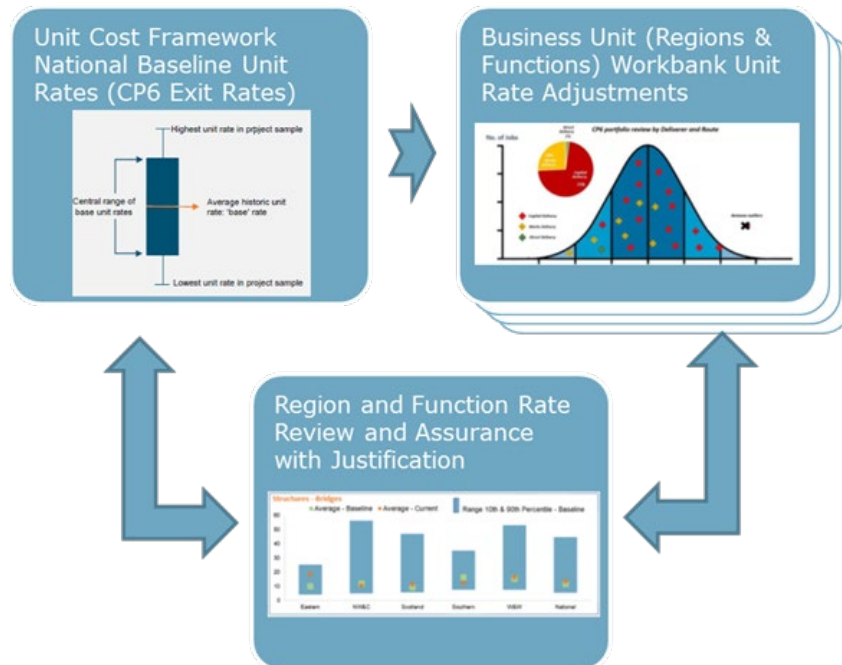 Unit Cost Framework
National Baseline Unit
Rates (CP6 Exit Rates)
Highest unit rate in project sample
Central range of
base unit rates
Average historic unit
rate: 'base' rate
Lowest unit rate in project sample
Business Unit (Regions &
Functions) Workbank Unit
Rate Adjustments
No. of Jobs
CP6 portfolio review by Deliverer and Route
Capital Delivery
Works Delivery
Direct Delivery
Remove outliers
Region and Function Rate
Review and Assurance
with Justification
Structures - Bridges
Average - Baseline
Average - Current
Range 10th & 90th Percentile - Baseline
60
50
40
30
20
10
0
Eastern
NW&C
Scotland
Southern
W&W
National